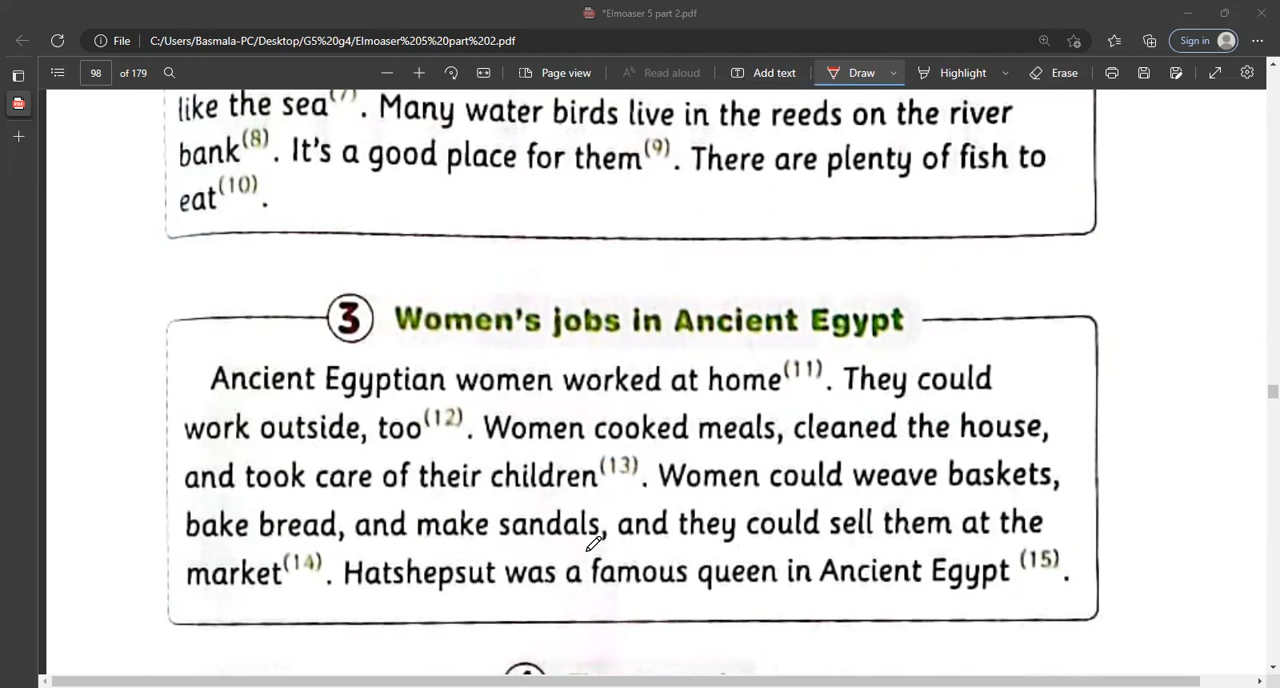 *Elmoaser 5 part 2.pdf
File C:/Users/Basmala-PC/Desktop/G5%20g4/Elmoaser%205%20part%202.pdf Sign in
98 of 179 Page view Read aloud Add text Draw Highlight Erase
like the sea(7). Many water birds live in the reeds on the river
bank(8). It's a good place for them(9). There are plenty of fish to
eat(10).
3 Women's jobs in Ancient Egypt
Ancient Egyptian women worked at home(11). They could
work outside, too(12). Women cooked meals, cleaned the house,
and took care of their children(13). Women could weave baskets,
bake bread, and make sandals, and they could sell them at the
market(14). Hatshepsut was a famous queen in Ancient Egypt (15).